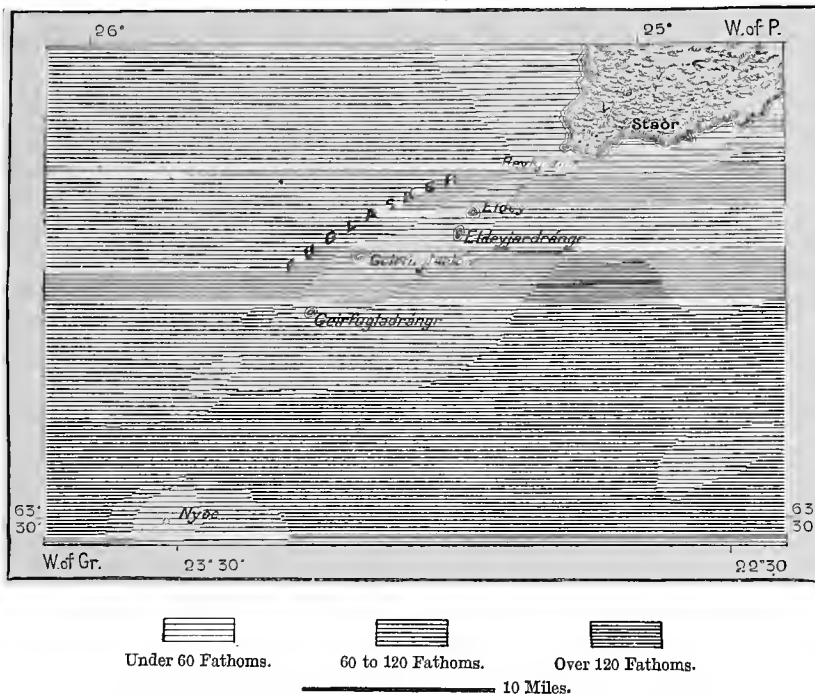 26° 25° W. of P.
Staðr
FUGLASKER
Eldey
Eldeyjardrángr
Geirfugladrángr
63° 30' 63° 30'
Nyöe
W. of Gr. 23° 30' 22° 30
Under 60 Fathoms. 60 to 120 Fathoms. Over 120 Fathoms.
10 Miles.